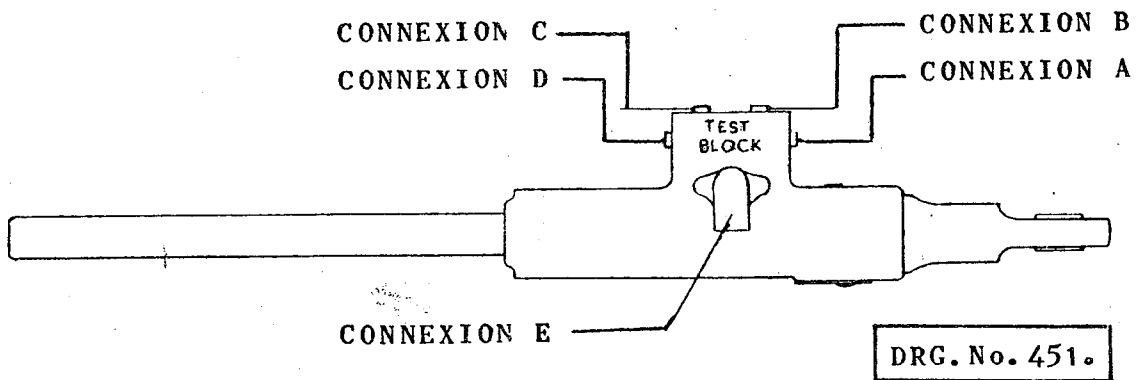 CONNEXION C
CONNEXION B
CONNEXION D
CONNEXION A
TEST
BLOCK
CONNEXION E
DRG. No. 451.